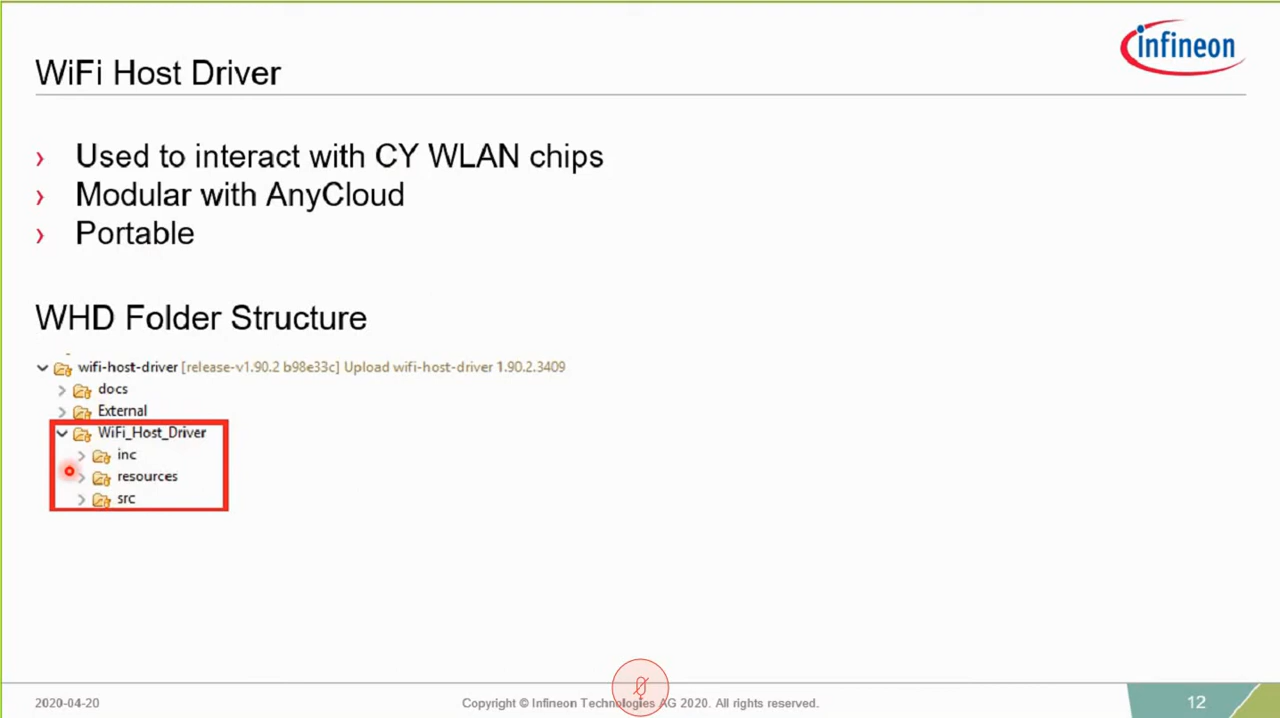 infineon
WiFi Host Driver
Used to interact with CY WLAN chips
Modular with AnyCloud
Portable
WHD Folder Structure
wifi-host-driver [release-v1.90.2 b98e33c] Upload wifi-host-driver 1.90.2.3409
docs
External
WiFi_Host_Driver
inc
resources
src
2020-04-20
Copyright © Infineon Technologies AG 2020. All rights reserved.
12